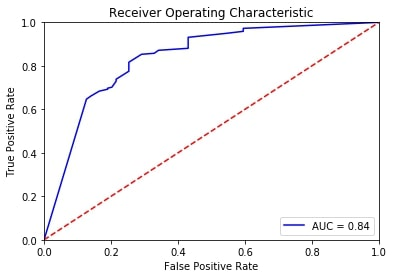 Receiver Operating Characteristic
True Positive Rate
1.0
0.8
0.6
0.4
0.2
0.0
AUC = 0.84
0.0 0.2 0.4 0.6 0.8 1.0
False Positive Rate